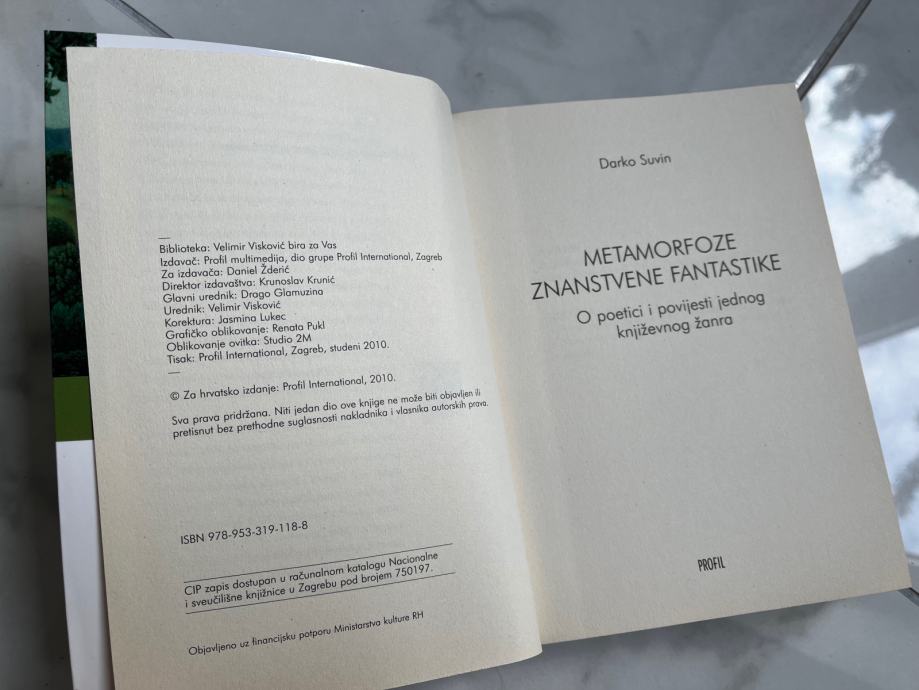 Biblioteka: Velimir Visković bira za Vas
Izdavač: Profil multimedija, dio grupe Profil International, Zagreb
Za izdavača: Daniel Žderić
Direktor izdavaštva: Krunoslav Krunić
Glavni urednik: Drago Glamuzina
Urednik: Velimir Visković
Korektura: Jasmina Lukec
Grafičko oblikovanje: Renata Pukl
Oblikovanje ovitka: Studio 2M
Tisak: Profil International, Zagreb, studeni 2010.
© Za hrvatsko izdanje: Profil International, 2010.
Sva prava pridržana. Niti jedan dio ove knjige ne može biti objavljen ili
pretisnut bez prethodne suglasnosti nakladnika i vlasnika autorskih prava.
ISBN 978-953-319-118-8
CIP zapis dostupan u računalnom katalogu Nacionalne
i sveučilišne knjižnice u Zagrebu pod brojem 750197.
Objavljeno uz financijsku potporu Ministarstva kulture RH
Darko Suvin
METAMORFOZE
ZNANSTVENE FANTASTIKE
O poetici i povijesti jednog
književnog žanra
PROFIL